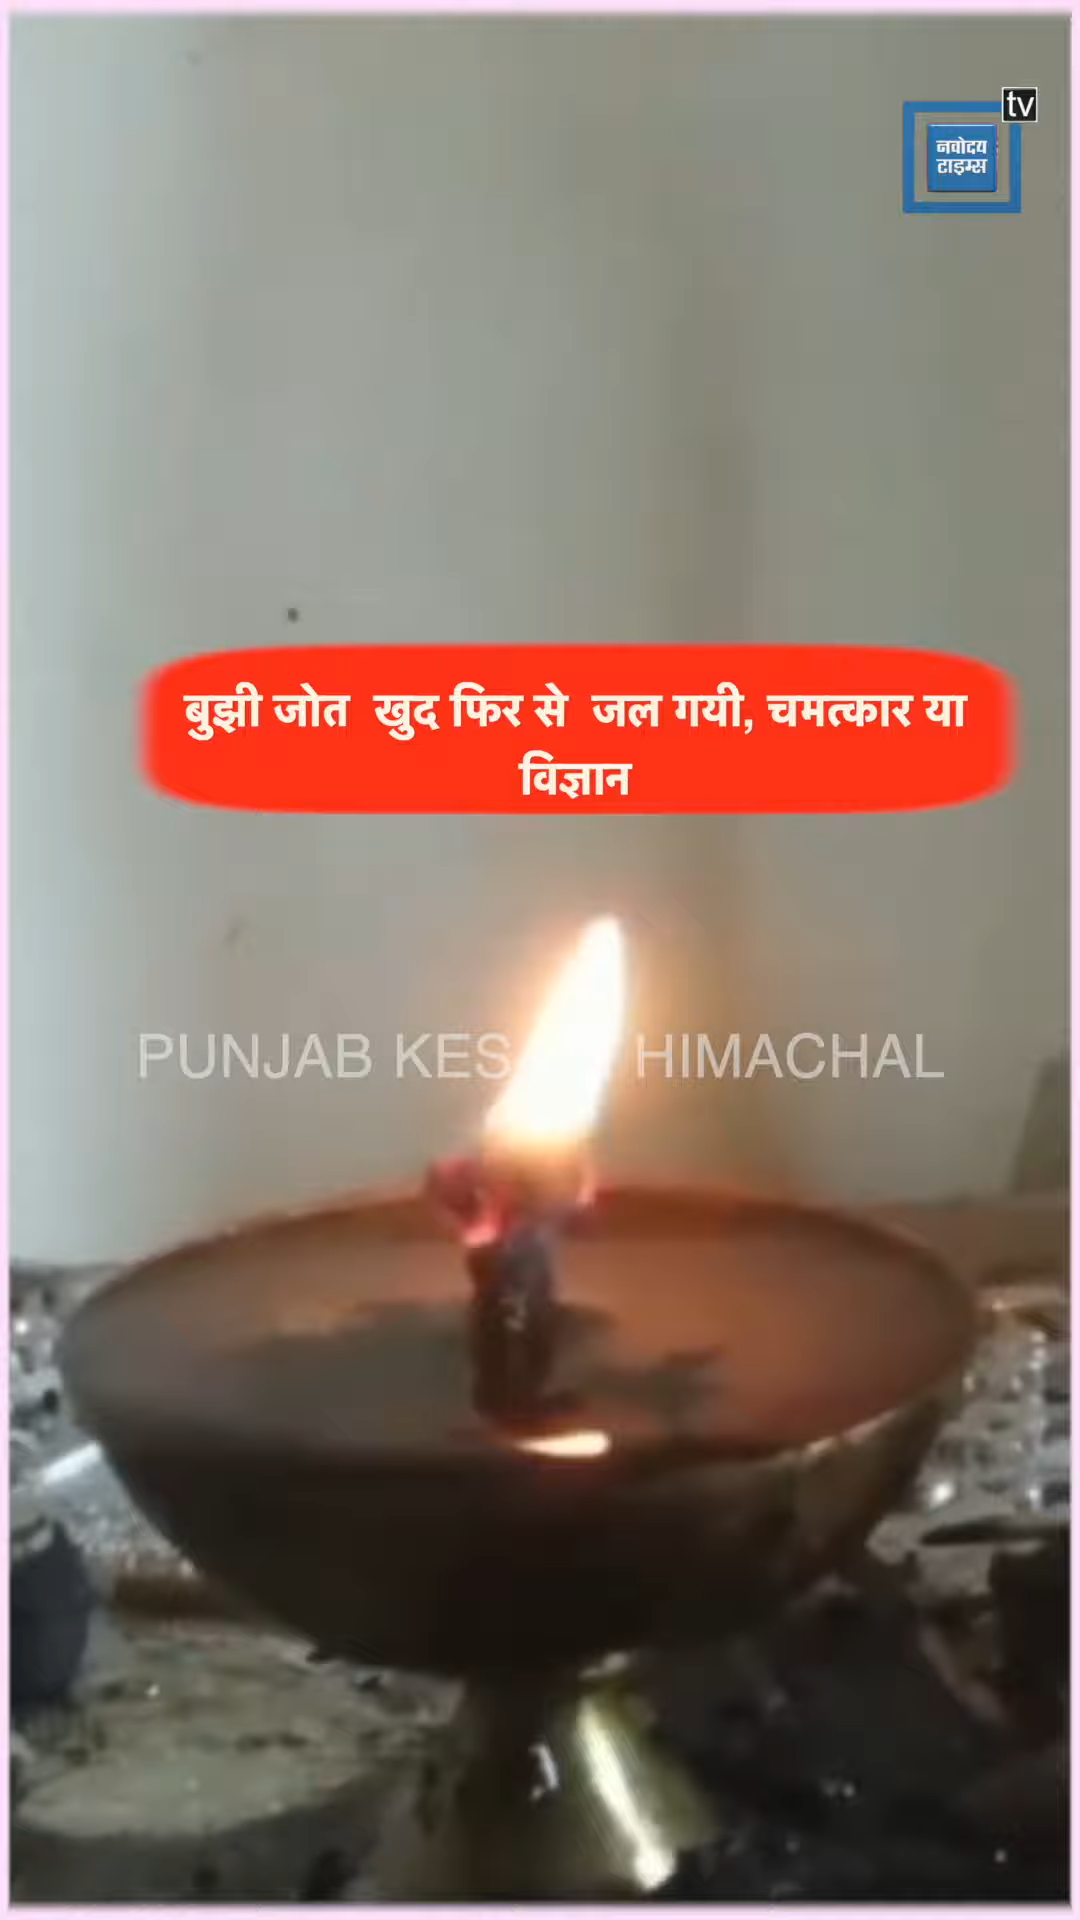 tv
नवोदय
टाइम्स
बुझी जोत खुद फिर से जल गयी, चमत्कार या
विज्ञान
PUNJAB KES HIMACHAL